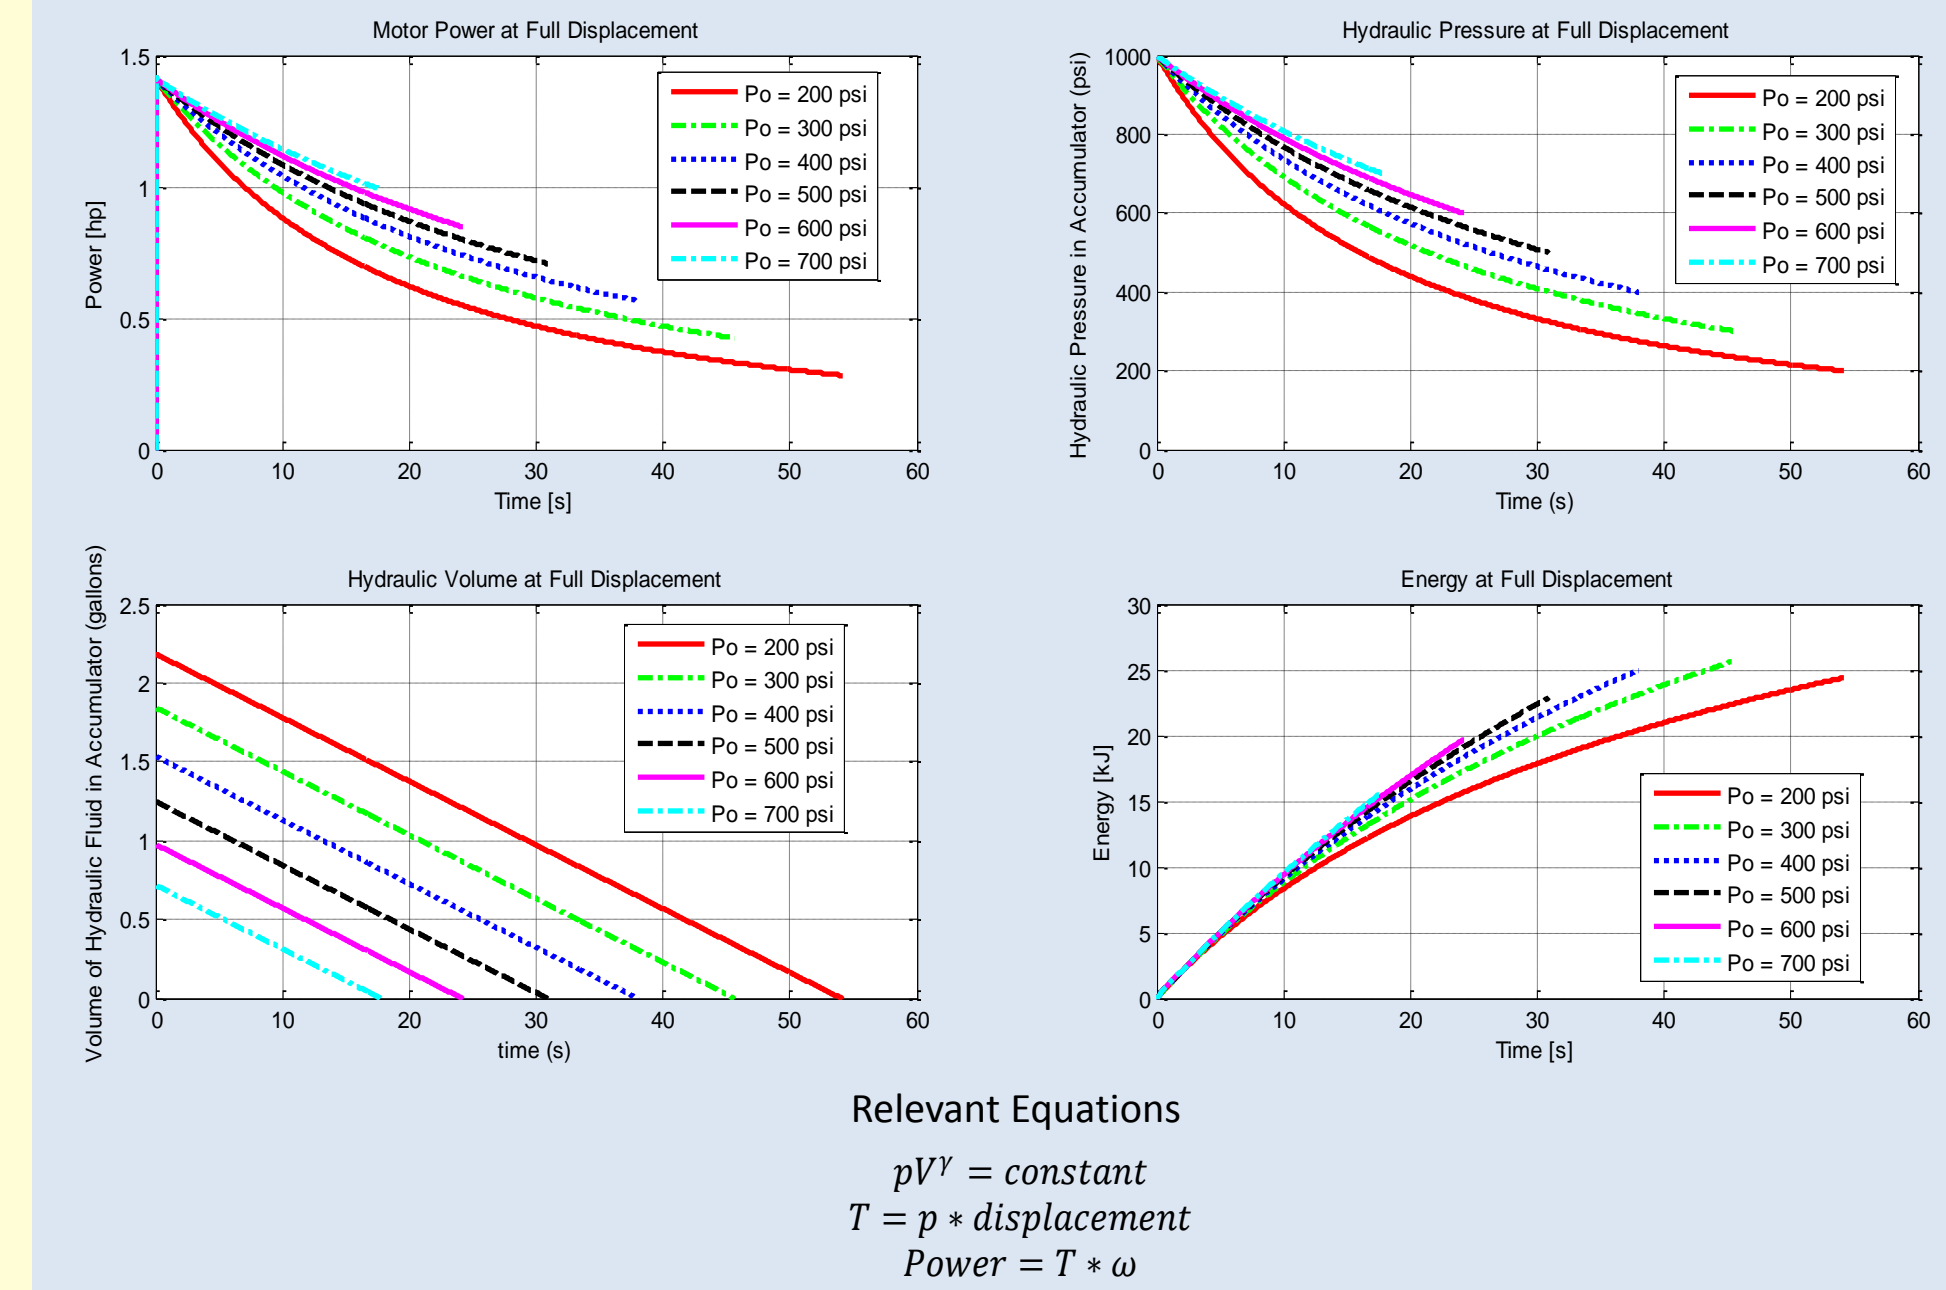 Motor Power at Full Displacement
1.5
1
0.5
0
Power [hp]
Po = 200 psi
Po = 300 psi
Po = 400 psi
Po = 500 psi
Po = 600 psi
Po = 700 psi
0 10 20 30 40 50 60
Time [s]
Hydraulic Pressure at Full Displacement
1000
800
600
400
200
0
Hydraulic Pressure in Accumulator (psi)
Po = 200 psi
Po = 300 psi
Po = 400 psi
Po = 500 psi
Po = 600 psi
Po = 700 psi
0 10 20 30 40 50 60
Time (s)
Hydraulic Volume at Full Displacement
2.5
2
1.5
1
0.5
0
Volume of Hydraulic Fluid in Accumulator (gallons)
Po = 200 psi
Po = 300 psi
Po = 400 psi
Po = 500 psi
Po = 600 psi
Po = 700 psi
0 10 20 30 40 50 60
time (s)
Energy at Full Displacement
30
25
20
15
10
5
0
Energy [kJ]
Po = 200 psi
Po = 300 psi
Po = 400 psi
Po = 500 psi
Po = 600 psi
Po = 700 psi
0 10 20 30 40 50 60
Time [s]
Relevant Equations
pV^γ = constant
T = p ∗ displacement
Power = T ∗ ω